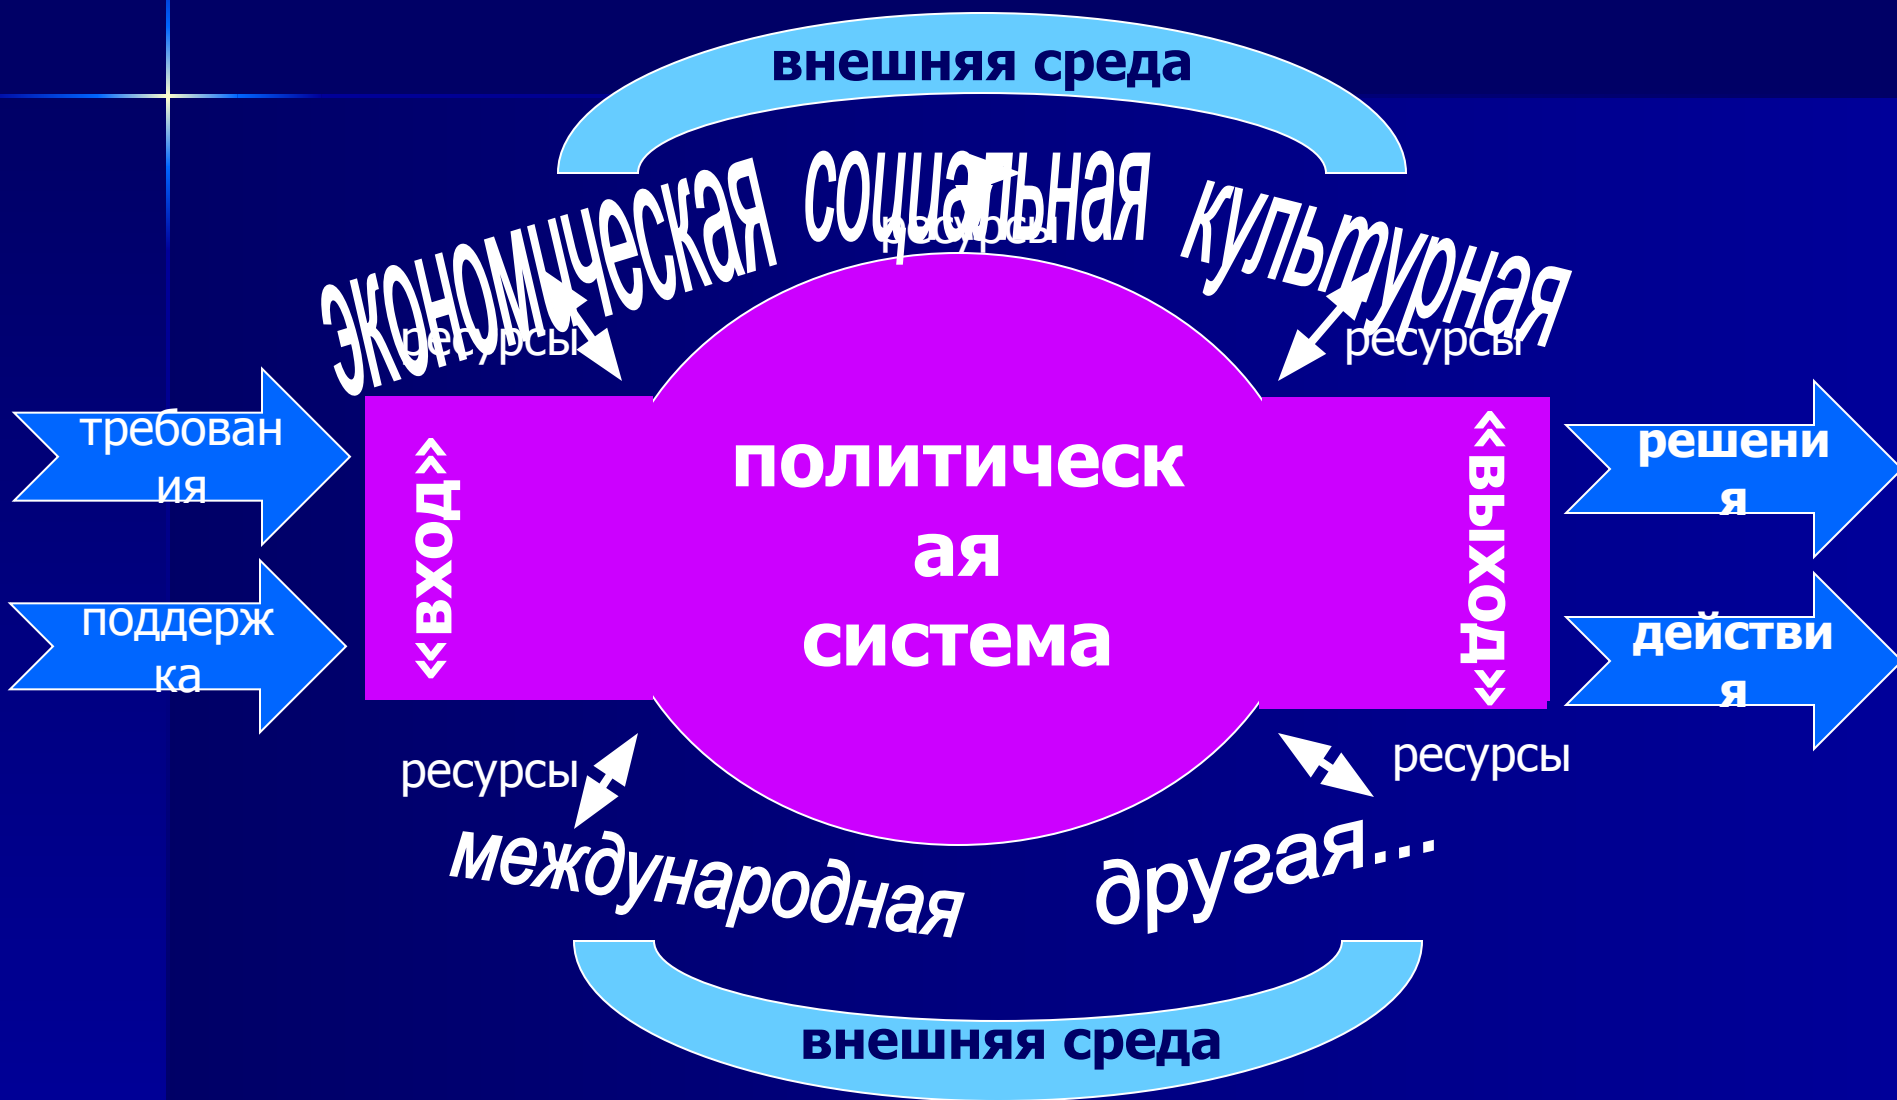 внешняя среда
экономическая
социальная
культурная
ресурсы
ресурсы
ресурсы
требован
ия
поддерж
ка
«вход»
политическ
ая
система
«выход»
решени
я
действи
я
ресурсы
ресурсы
международная
другая...
внешняя среда